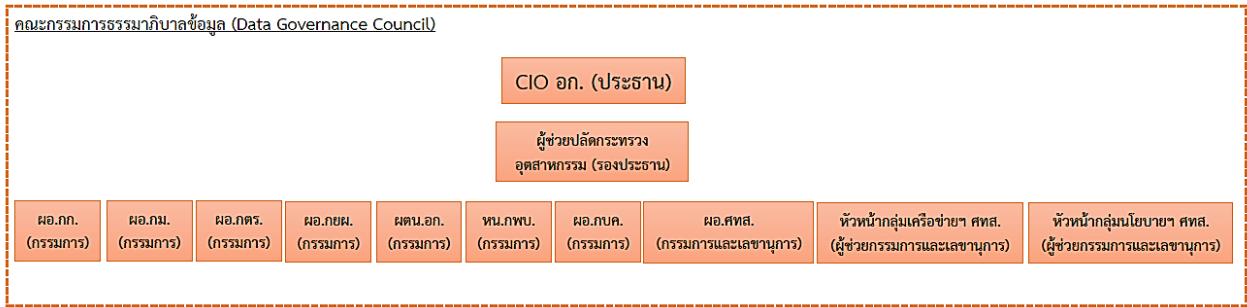 คณะกรรมการธรรมาภิบาลข้อมูล (Data Governance Council)
CIO อก. (ประธาน)
ผู้ช่วยปลัดกระทรวง
อุตสาหกรรม (รองประธาน)
ผอ.กก.
(กรรมการ)
ผอ.กม.
(กรรมการ)
ผอ.กตร.
(กรรมการ)
ผอ.กยผ.
(กรรมการ)
ผตน.อก.
(กรรมการ)
หน.กพบ.
(กรรมการ)
ผอ.กบค.
(กรรมการ)
ผอ.ศทส.
(กรรมการและเลขานุการ)
หัวหน้ากลุ่มเครือข่ายฯ ศทส.
(ผู้ช่วยกรรมการและเลขานุการ)
หัวหน้ากลุ่มนโยบายฯ ศทส.
(ผู้ช่วยกรรมการและเลขานุการ)